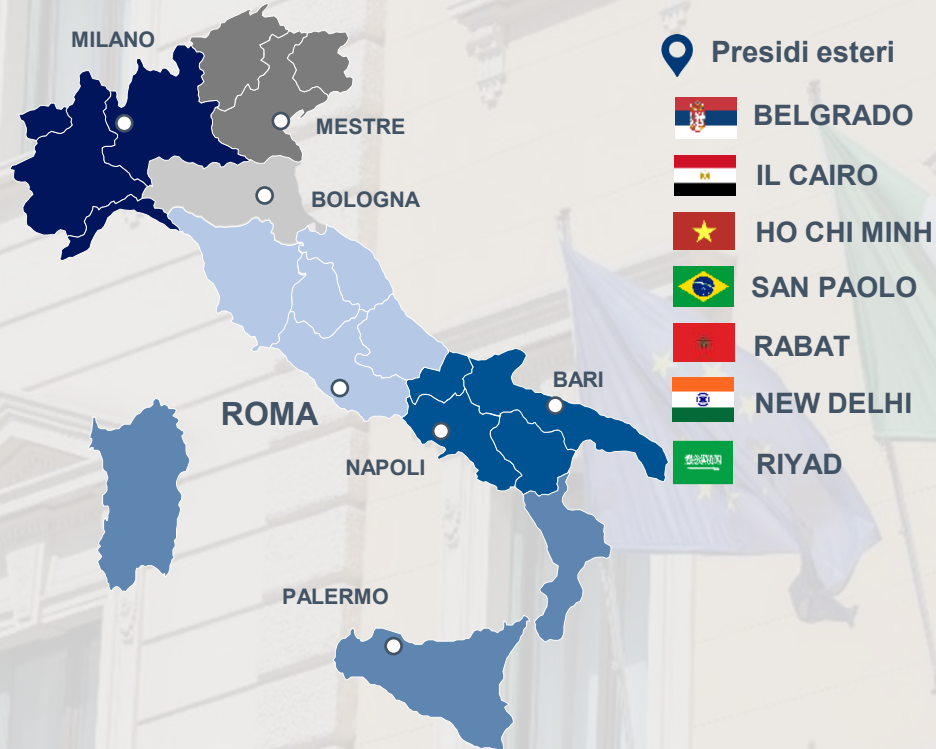 MILANO
MESTRE
BOLOGNA
ROMA
BARI
NAPOLI
PALERMO
Presidi esteri
BELGRADO
IL CAIRO
HO CHI MINH
SAN PAOLO
RABAT
NEW DELHI
RIYAD